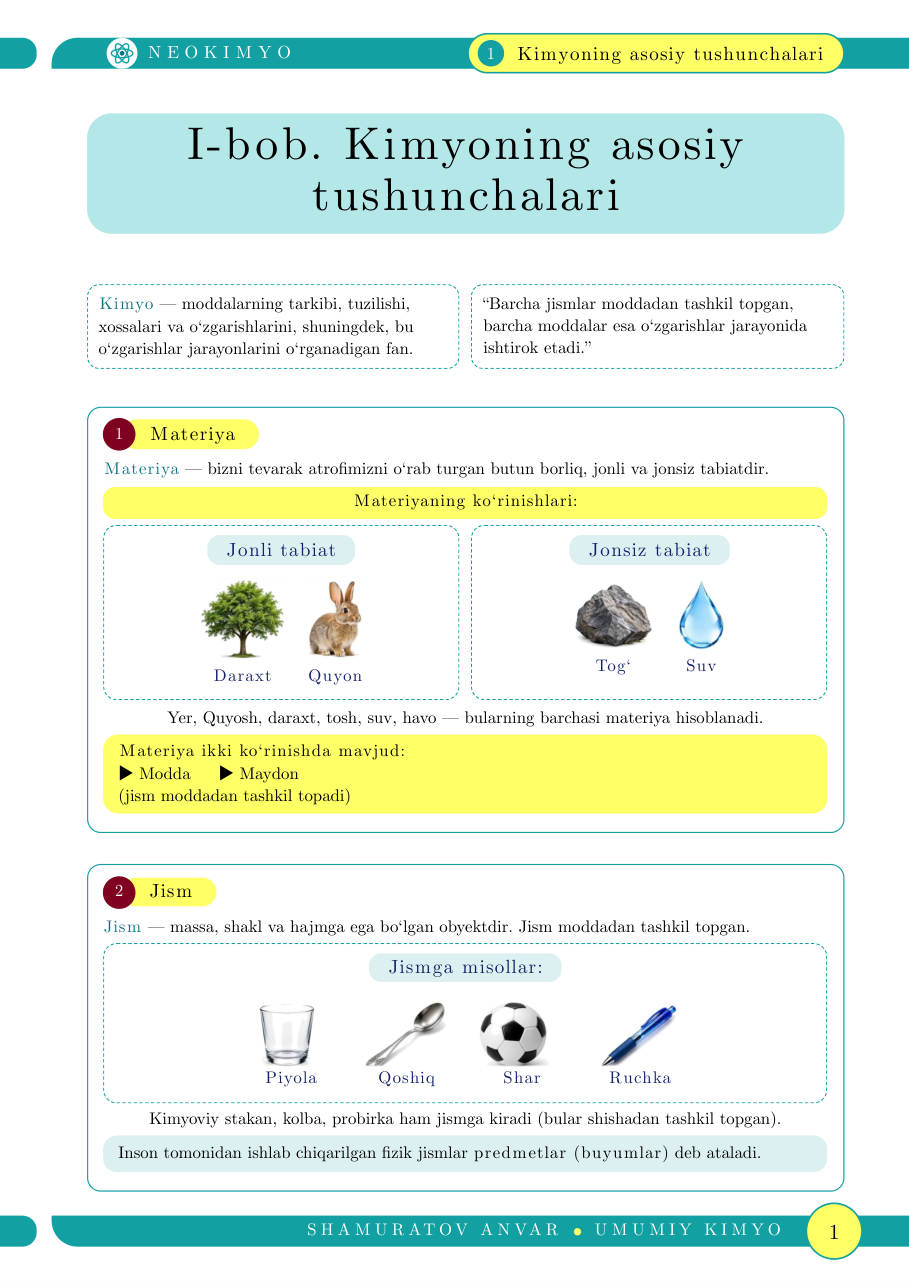 NEOKIMYO
1 Kimyoning asosiy tushunchalari
I-bob. Kimyoning asosiy
tushunchalari
Kimyo — moddalarning tarkibi, tuzilishi,
xossalari va o‘zgarishlarini, shuningdek, bu
o‘zgarishlar jarayonlarini o‘rganadigan fan.
“Barcha jismlar moddadan tashkil topgan,
barcha moddalar esa o‘zgarishlar jarayonida
ishtirok etadi.”
1 Materiya
Materiya — bizni tevarak atrofimizni o‘rab turgan butun borliq, jonli va jonsiz tabiatdir.
Materiyaning ko‘rinishlari:
Jonli tabiat
Daraxt Quyon
Jonsiz tabiat
Tog‘ Suv
Yer, Quyosh, daraxt, tosh, suv, havo — bularning barchasi materiya hisoblanadi.
Materiya ikki ko‘rinishda mavjud:
▶ Modda ▶ Maydon
(jism moddadan tashkil topadi)
2 Jism
Jism — massa, shakl va hajmga ega bo‘lgan obyektdir. Jism moddadan tashkil topgan.
Jismga misollar:
Piyola Qoshiq Shar Ruchka
Kimyoviy stakan, kolba, probirka ham jismga kiradi (bular shishadan tashkil topgan).
Inson tomonidan ishlab chiqarilgan fizik jismlar predmetlar (buyumlar) deb ataladi.
SHAMURATOV ANVAR • UMUMIY KIMYO
1